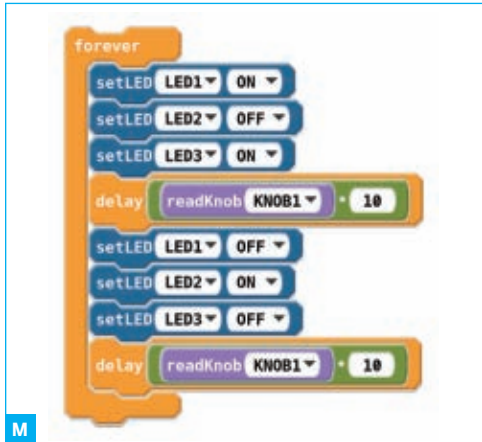 forever
setLED LED1 ON
setLED LED2 OFF
setLED LED3 ON
delay readKnob KNOB1 * 10
setLED LED1 OFF
setLED LED2 ON
setLED LED3 OFF
delay readKnob KNOB1 * 10
M